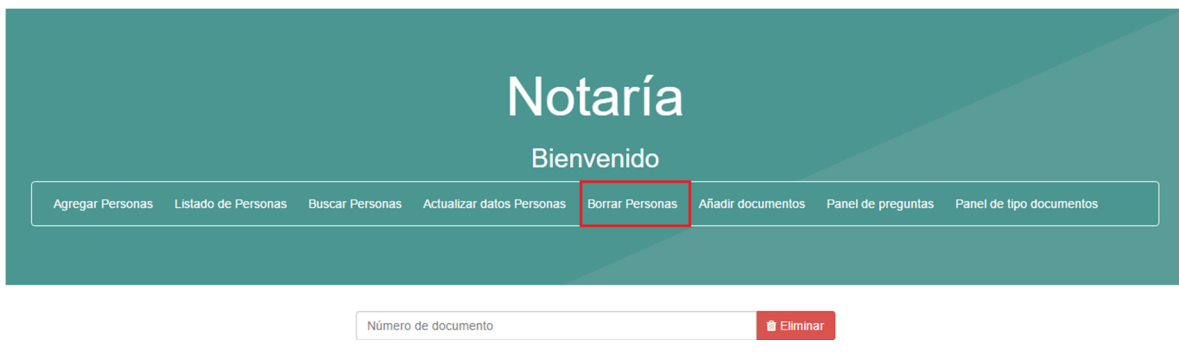 Notaría
Bienvenido
Agregar Personas Listado de Personas Buscar Personas Actualizar datos Personas Borrar Personas Añadir documentos Panel de preguntas Panel de tipo documentos
Número de documento Eliminar